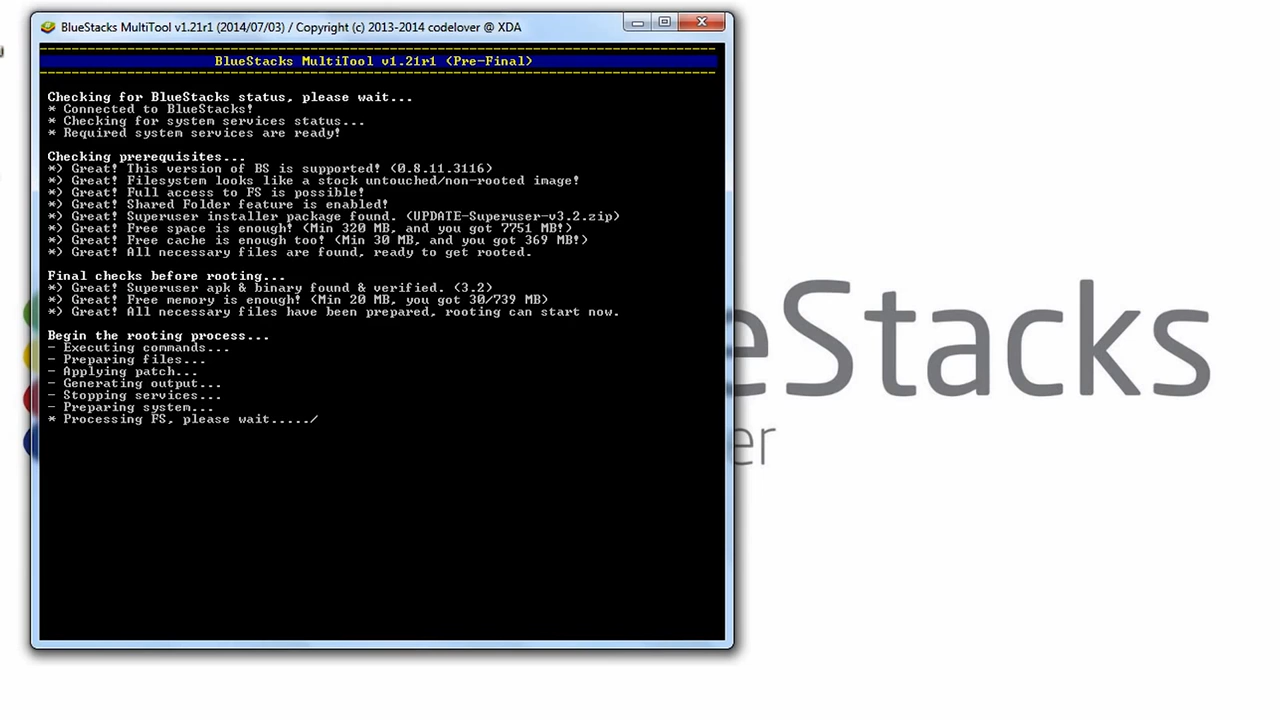 BlueStacks MultiTool v1.21r1 (2014/07/03) / Copyright (c) 2013-2014 codelover @ XDA
BlueStacks MultiTool v1.21r1 (Pre-Final)
Checking for BlueStacks status, please wait...
* Connected to BlueStacks!
* Checking for system services status...
* Required system services are ready!
Checking prerequisites...
*) Great! This version of BS is supported! (0.8.11.3116)
*) Great! Filesystem looks like a stock untouched/non-rooted image!
*) Great! Full access to FS is possible!
*) Great! Shared Folder feature is enabled!
*) Great! Superuser installer package found. (UPDATE-Superuser-v3.2.zip)
*) Great! Free space is enough! (Min 320 MB, and you got 7751 MB!)
*) Great! Free cache is enough too! (Min 30 MB, and you got 369 MB!)
*) Great! All necessary files are found, ready to get rooted.
Final checks before rooting...
*) Great! Superuser apk & binary found & verified. (3.2)
*) Great! Free memory is enough! (Min 20 MB, you got 30/739 MB)
*) Great! All necessary files have been prepared, rooting can start now.
Begin the rooting process...
- Executing commands...
- Preparing files...
- Applying patch...
- Generating output...
- Stopping services...
- Preparing system...
* Processing FS, please wait...../
eStacks
er